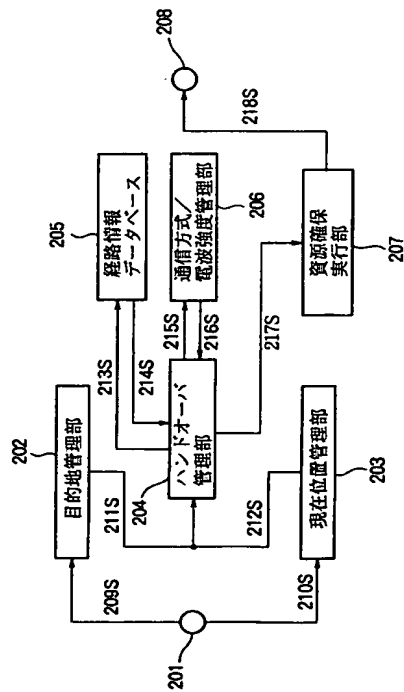 201
209S
210S
202
目的地管理部
211S
212S
現在位置管理部
203
204
ハンドオーバ
管理部
213S
214S
215S
216S
217S
205
経路情報
データベース
通信方式/
電波強度管理部
206
資源確保
実行部
207
218S
208